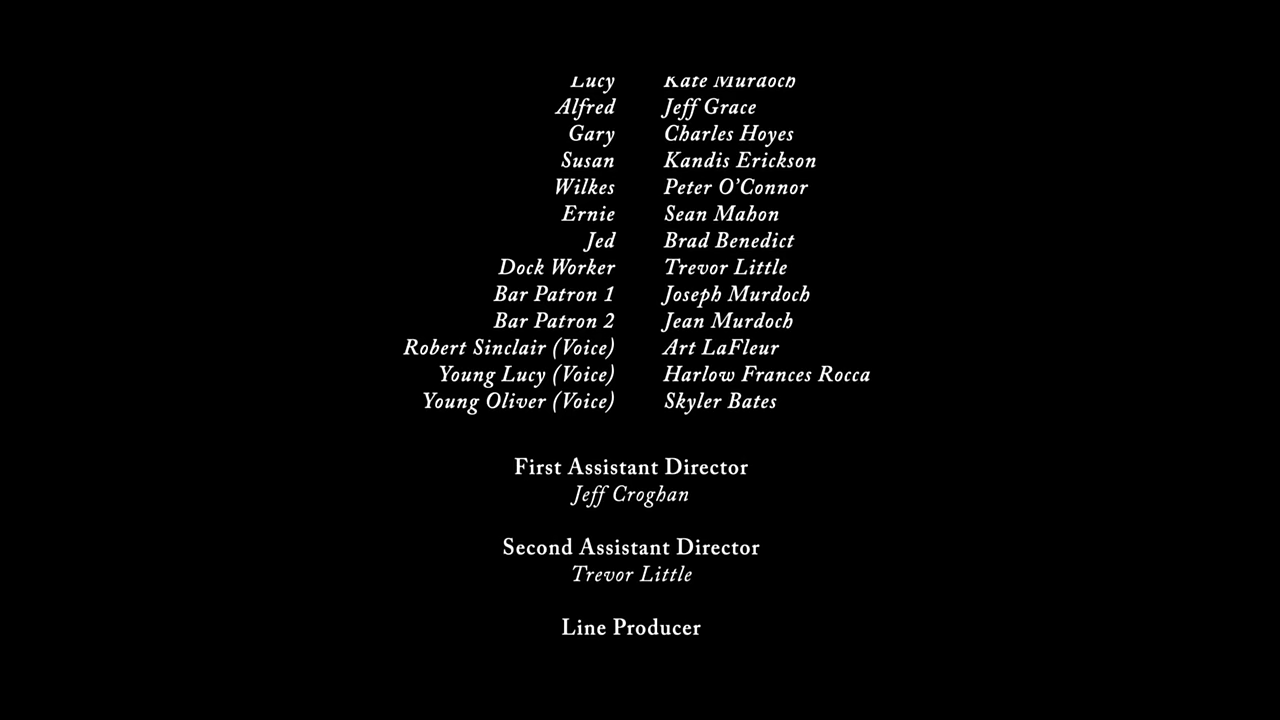 Lucy Kate Murdoch
Alfred Jeff Grace
Gary Charles Hoyes
Susan Kandis Erickson
Wilkes Peter O'Connor
Ernie Sean Mahon
Jed Brad Benedict
Dock Worker Trevor Little
Bar Patron 1 Joseph Murdoch
Bar Patron 2 Jean Murdoch
Robert Sinclair (Voice) Art LaFleur
Young Lucy (Voice) Harlow Frances Rocca
Young Oliver (Voice) Skyler Bates
First Assistant Director
Jeff Croghan
Second Assistant Director
Trevor Little
Line Producer